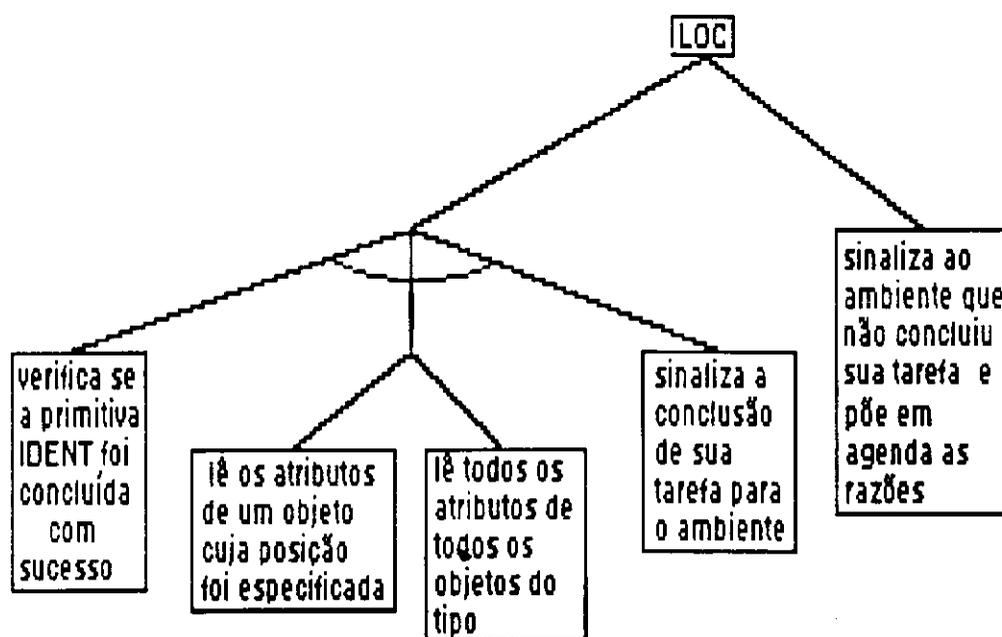 LOC
verifica se
a primitiva
IDENT foi
concluída
com
sucesso
lê os atributos
de um objeto
cuja posição
foi especificada
lê todos os
atributos de
todos os
objetos do
tipo
sinaliza a
conclusão
de sua
tarefa para
o ambiente
sinaliza ao
ambiente que
não concluiu
sua tarefa e
põe em
agenda as
razões